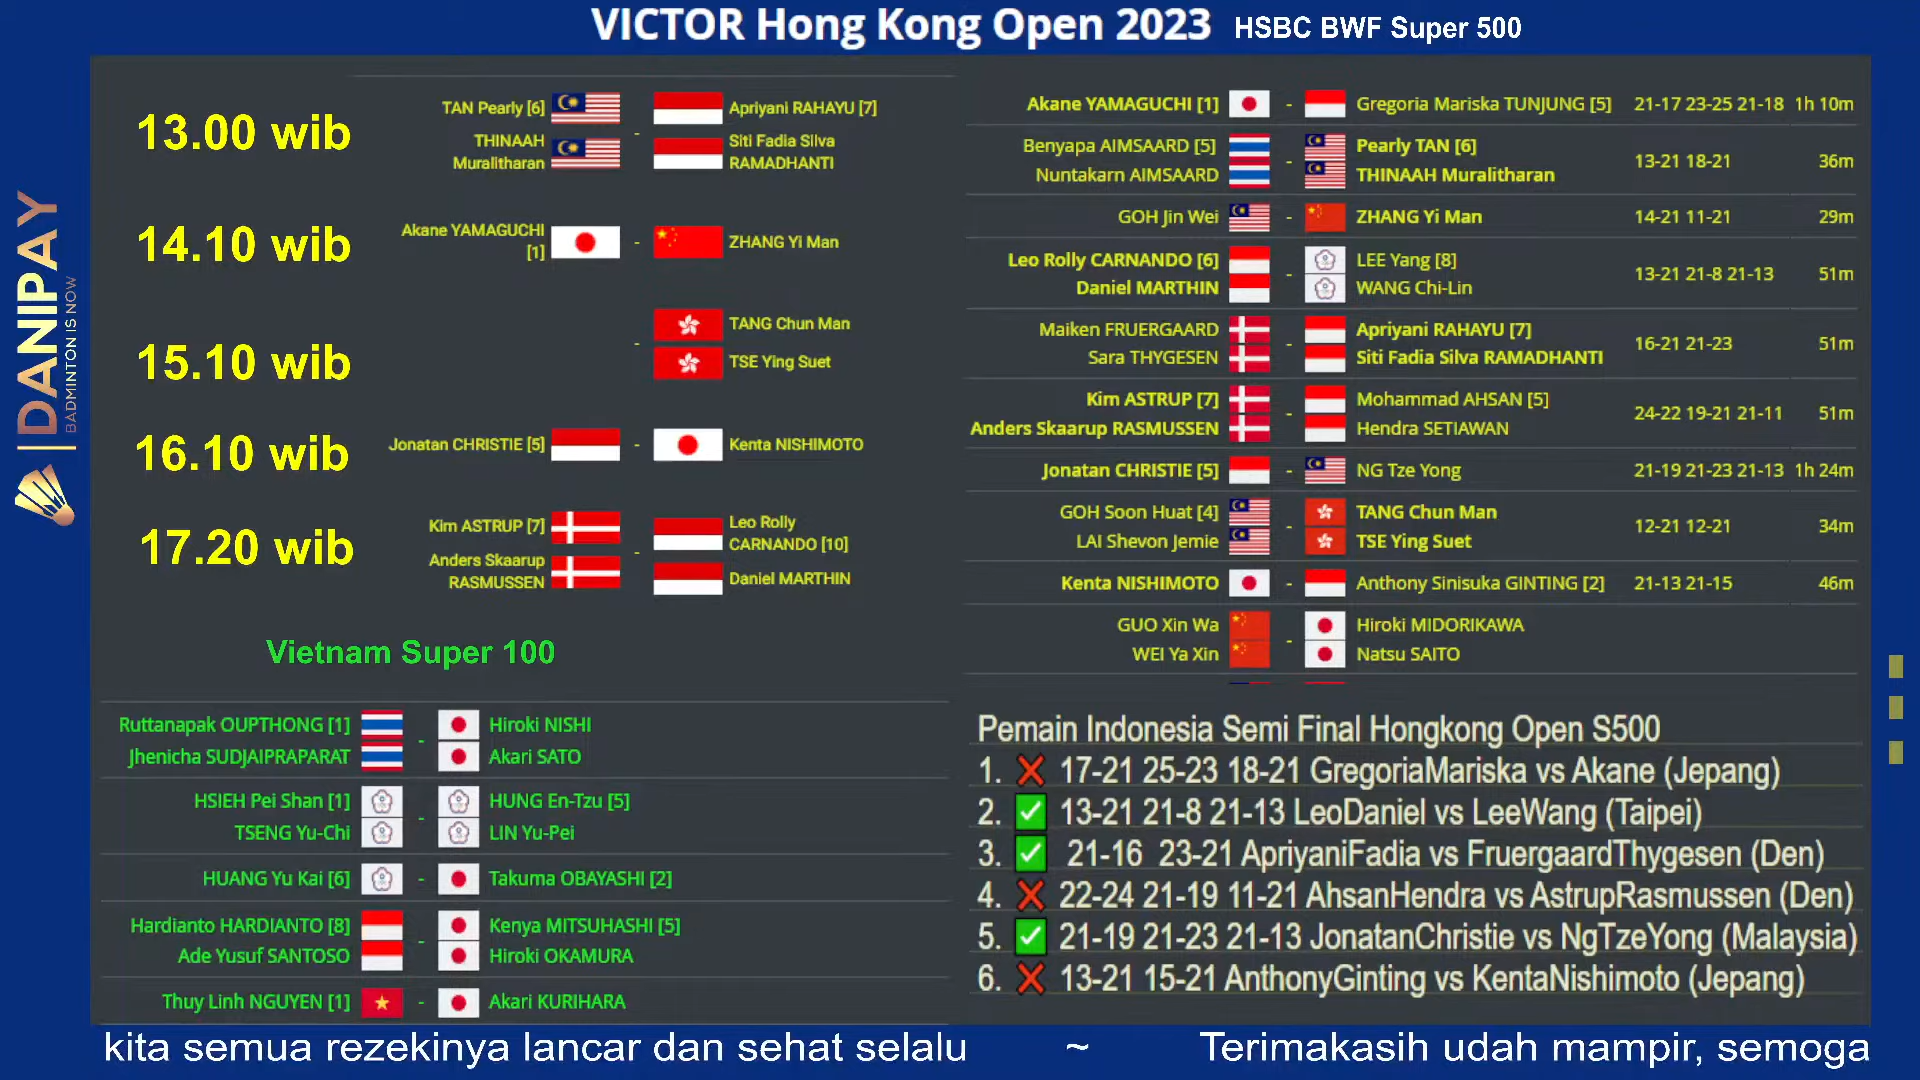 VICTOR Hong Kong Open 2023 HSBC BWF Super 500
DANIPAY
BADMINTON IS NOW
13.00 wib
TAN Pearly [6]
THINAAH
Muralitharan
-
Apriyani RAHAYU [7]
Siti Fadia Silva
RAMADHANTI
14.10 wib
Akane YAMAGUCHI
[1]
-
ZHANG Yi Man
15.10 wib
-
TANG Chun Man
TSE Ying Suet
16.10 wib
Jonatan CHRISTIE [5] - Kenta NISHIMOTO
17.20 wib
Kim ASTRUP [7]
Anders Skaarup
RASMUSSEN
-
Leo Rolly
CARNANDO [10]
Daniel MARTHIN
Vietnam Super 100
Ruttanapak OUPTHONG [1]
Jhenicha SUDJAIPRAPARAT
-
Hiroki NISHI
Akari SATO
HSIEH Pei Shan [1]
TSENG Yu-Chi
-
HUNG En-Tzu [5]
LIN Yu-Pei
HUANG Yu Kai [6] - Takuma OBAYASHI [2]
Hardianto HARDIANTO [8]
Ade Yusuf SANTOSO
-
Kenya MITSUHASHI [5]
Hiroki OKAMURA
Thuy Linh NGUYEN [1] - Akari KURIHARA
Akane YAMAGUCHI [1] - Gregoria Mariska TUNJUNG [5] 21-17 23-25 21-18 1h 10m
Benyapa AIMSAARD [5]
Nuntakarn AIMSAARD
-
Pearly TAN [6]
THINAAH Muralitharan
13-21 18-21 36m
GOH Jin Wei - ZHANG Yi Man 14-21 11-21 29m
Leo Rolly CARNANDO [6]
Daniel MARTHIN
-
LEE Yang [8]
WANG Chi-Lin
13-21 21-8 21-13 51m
Maiken FRUERGAARD
Sara THYGESEN
-
Apriyani RAHAYU [7]
Siti Fadia Silva RAMADHANTI
16-21 21-23 51m
Kim ASTRUP [7]
Anders Skaarup RASMUSSEN
-
Mohammad AHSAN [5]
Hendra SETIAWAN
24-22 19-21 21-11 51m
Jonatan CHRISTIE [5] - NG Tze Yong 21-19 21-23 21-13 1h 24m
GOH Soon Huat [4]
LAI Shevon Jemie
-
TANG Chun Man
TSE Ying Suet
12-21 12-21 34m
Kenta NISHIMOTO - Anthony Sinisuka GINTING [2] 21-13 21-15 46m
GUO Xin Wa
WEI Ya Xin
-
Hiroki MIDORIKAWA
Natsu SAITO
Pemain Indonesia Semi Final Hongkong Open S500
1. ❌ 17-21 25-23 18-21 GregoriaMariska vs Akane (Jepang)
2. ✅ 13-21 21-8 21-13 LeoDaniel vs LeeWang (Taipei)
3. ✅ 21-16 23-21 ApriyaniFadia vs FruergaardThygesen (Den)
4. ❌ 22-24 21-19 11-21 AhsanHendra vs AstrupRasmussen (Den)
5. ✅ 21-19 21-23 21-13 JonatanChristie vs NgTzeYong (Malaysia)
6. ❌ 13-21 15-21 AnthonyGinting vs KentaNishimoto (Jepang)
kita semua rezekinya lancar dan sehat selalu ~ Terimakasih udah mampir, semoga